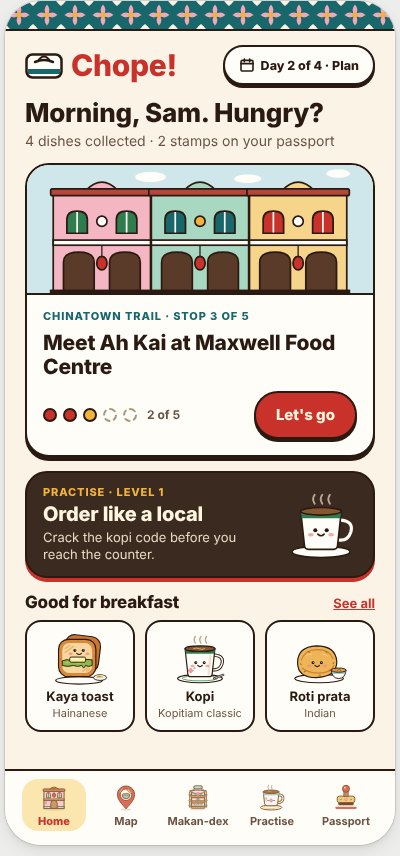 Chope!
Day 2 of 4 · Plan
Morning, Sam. Hungry?
4 dishes collected · 2 stamps on your passport
CHINATOWN TRAIL · STOP 3 OF 5
Meet Ah Kai at Maxwell Food
Centre
2 of 5
Let's go
PRACTISE · LEVEL 1
Order like a local
Crack the kopi code before you
reach the counter.
Good for breakfast
See all
Kaya toast
Hainanese
Kopi
Kopitiam classic
Roti prata
Indian
Home
Map
Makan-dex
Practise
Passport